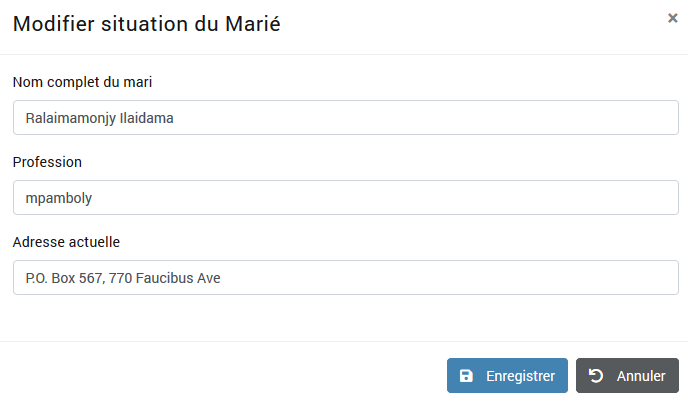 Modifier situation du Marié
×
Nom complet du mari
Ralaimamonjy Ilaidama
Profession
mpamboly
Adresse actuelle
P.O. Box 567, 770 Faucibus Ave
Enregistrer
Annuler